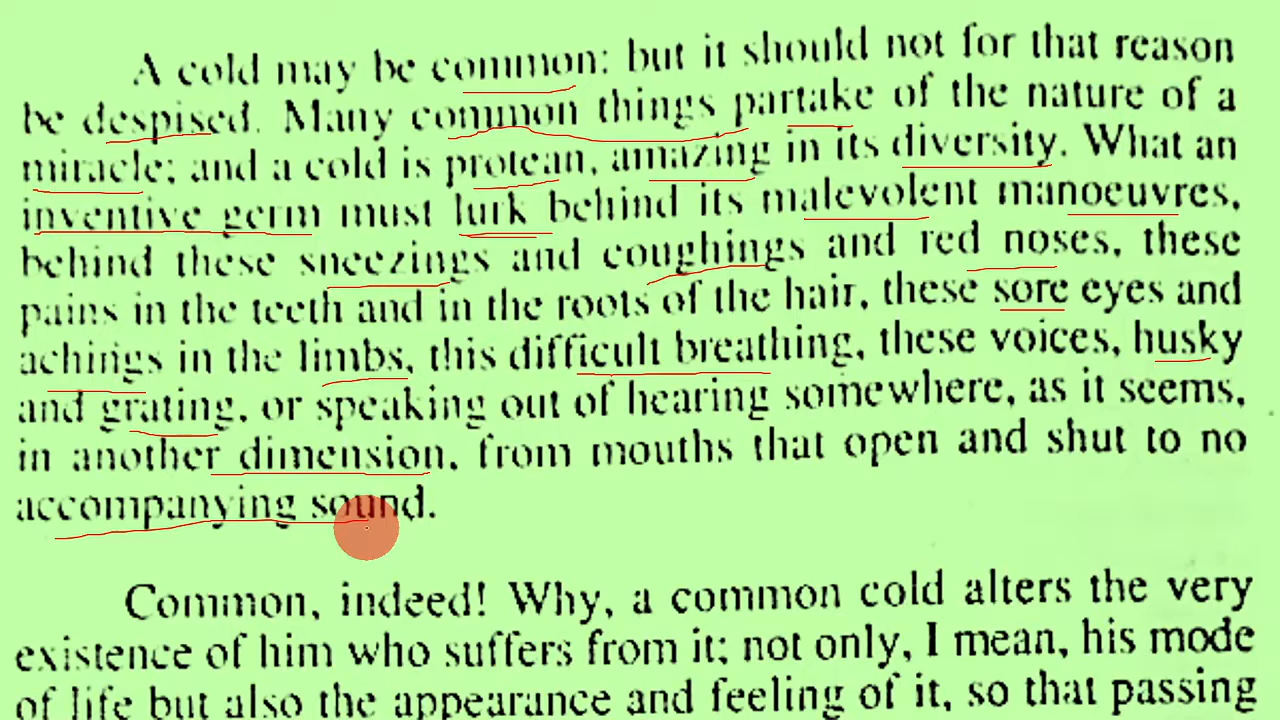 A cold may be common: but it should not for that reason
be despised. Many common things partake of the nature of a
miracle; and a cold is protean, amazing in its diversity. What an
inventive germ must lurk behind its malevolent manoeuvres,
behind these sneezings and coughings and red noses, these
pains in the teeth and in the roots of the hair, these sore eyes and
achings in the limbs, this difficult breathing, these voices, husky
and grating, or speaking out of hearing somewhere, as it seems,
in another dimension, from mouths that open and shut to no
accompanying sound.
Common, indeed! Why, a common cold alters the very
existence of him who suffers from it; not only, I mean, his mode
of life but also the appearance and feeling of it, so that passing